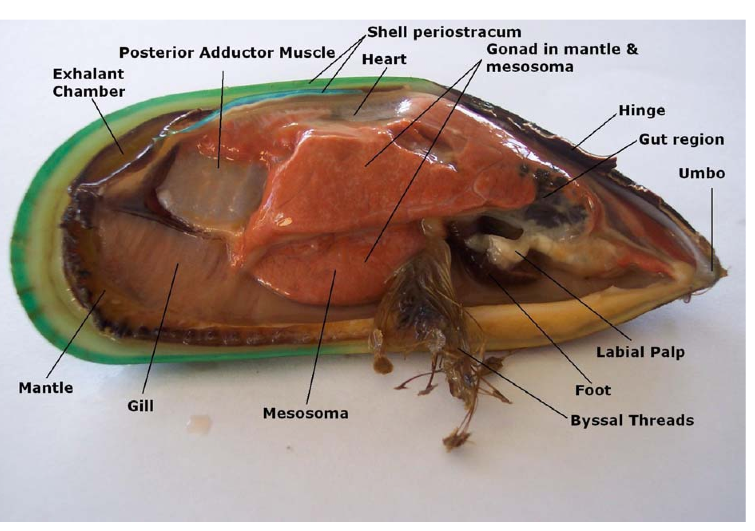 Shell periostracum
Posterior Adductor Muscle
Heart
Gonad in mantle &
mesosoma
Exhalant
Chamber
Hinge
Gut region
Umbo
Labial Palp
Mantle
Foot
Gill
Mesosoma
Byssal Threads